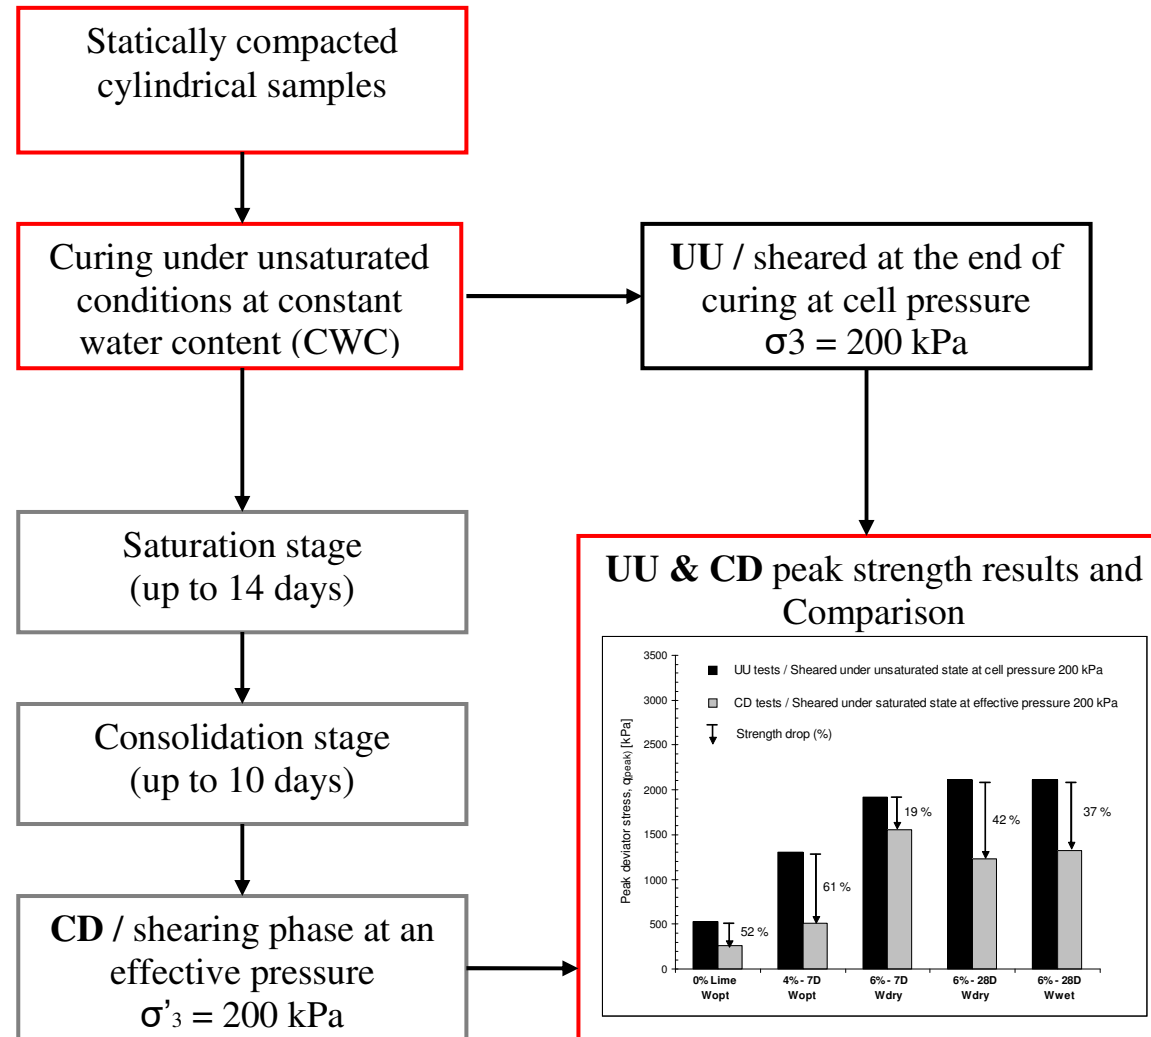 Statically compacted
cylindrical samples
Curing under unsaturated
conditions at constant
water content (CWC)
UU / sheared at the end of
curing at cell pressure
σ3 = 200 kPa
Saturation stage
(up to 14 days)
Consolidation stage
(up to 10 days)
CD / shearing phase at an
effective pressure
σ'3 = 200 kPa
UU & CD peak strength results and
Comparison
Peak deviator stress, qpeak) [kPa]
3500
3000
2500
2000
1500
1000
500
0
UU tests / Sheared under unsaturated state at cell pressure 200 kPa
CD tests / Sheared under saturated state at effective pressure 200 kPa
Strength drop (%)
52 %
61 %
19 %
42 %
37 %
0% Lime 4% - 7D 6% - 7D 6% - 28D 6% - 28D
Wopt Wopt Wdry Wdry Wwet